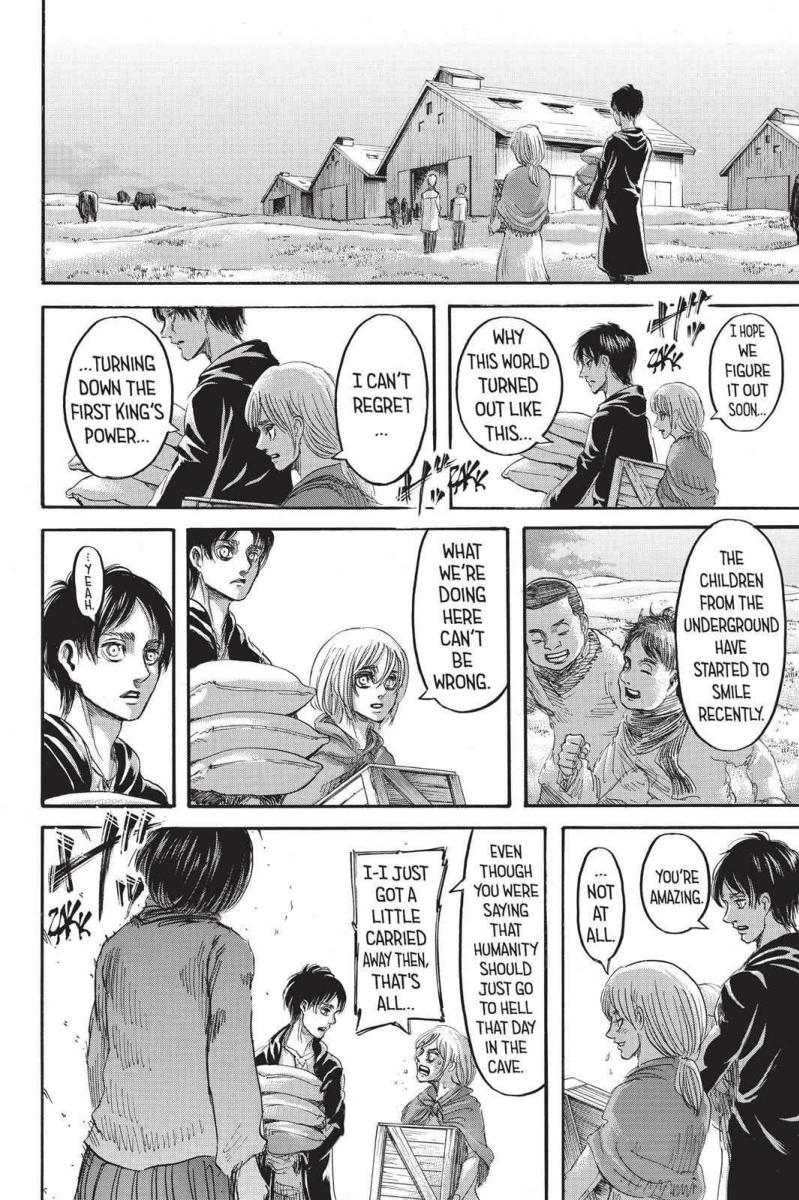 I HOPE
WE
FIGURE
IT OUT
SOON...
ZAKK
WHY
THIS WORLD
TURNED
OUT LIKE
THIS...
ZAKK
I CAN'T
REGRET
...
...TURNING
DOWN THE
FIRST KING'S
POWER...
THE
CHILDREN
FROM THE
UNDERGROUND
HAVE
STARTED TO
SMILE
RECENTLY.
WHAT
WE'RE
DOING
HERE
CAN'T
BE
WRONG.
...YEAH.
YOU'RE
AMAZING.
...
NOT
AT
ALL.
EVEN
THOUGH
YOU WERE
SAYING
THAT
HUMANITY
SHOULD
JUST GO
TO HELL
THAT DAY
IN THE
CAVE.
I-I JUST
GOT A
LITTLE
CARRIED
AWAY THEN,
THAT'S
ALL...
ZAKK